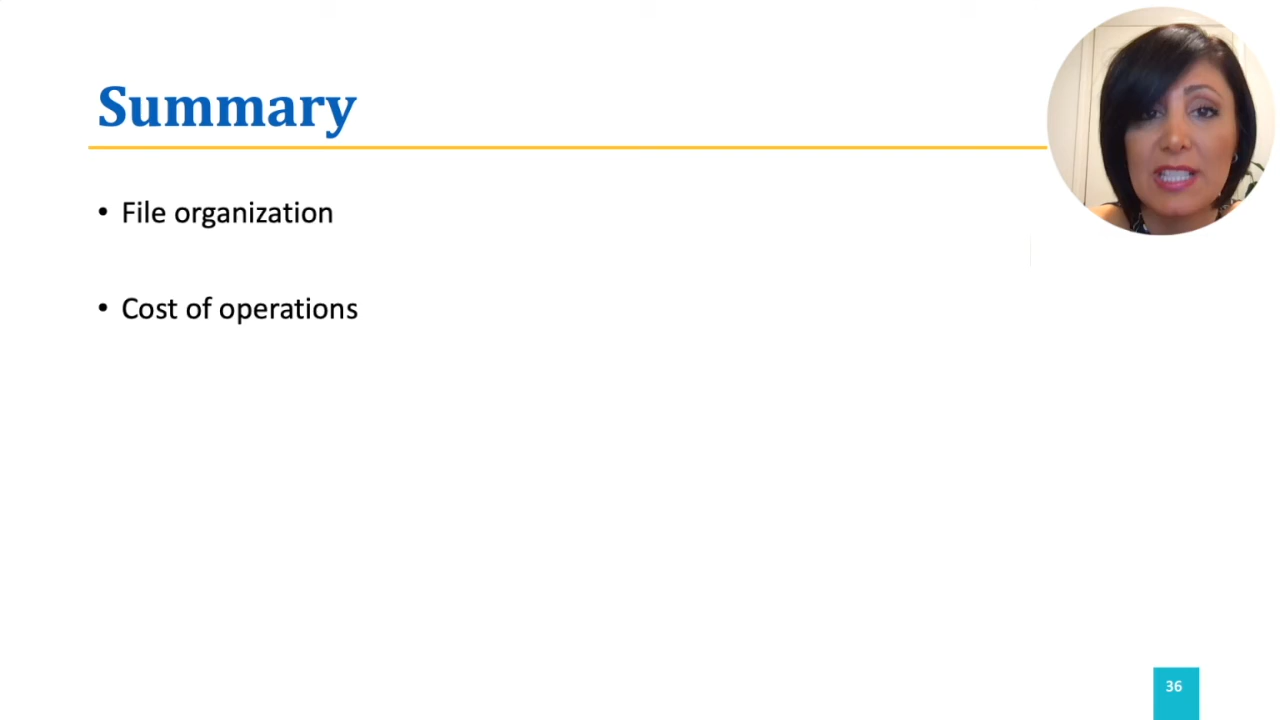 Summary
• File organization
• Cost of operations
36